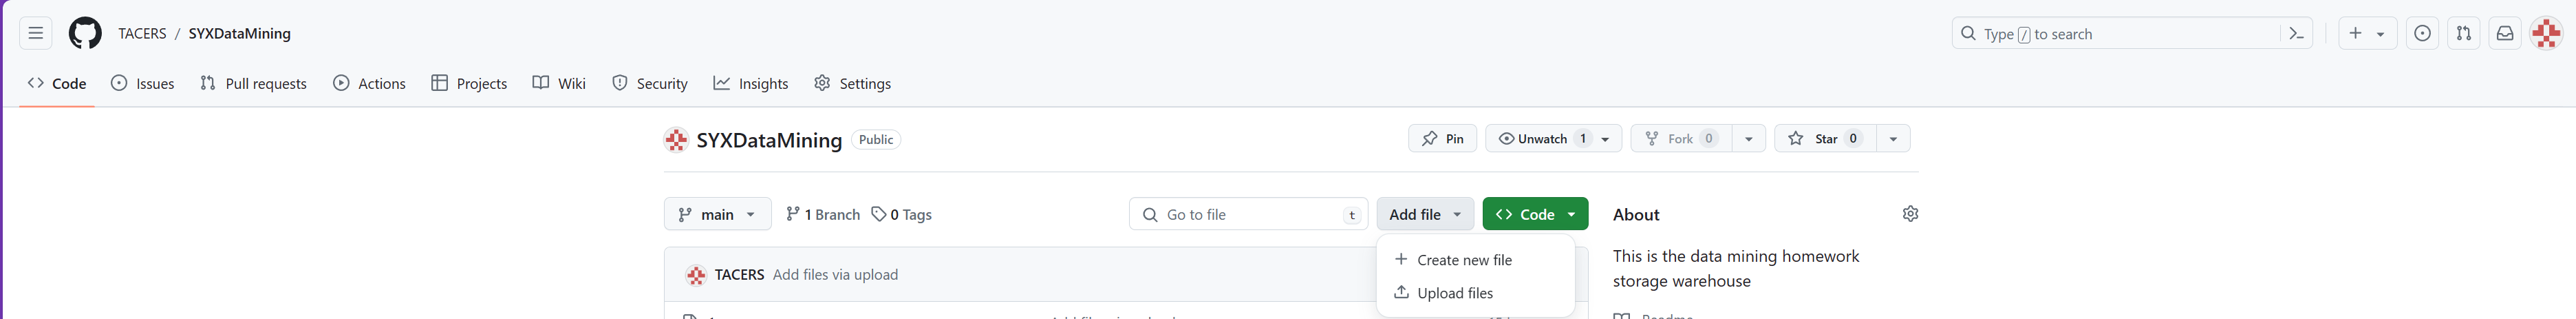 TACERS / SYXDataMining
Type / to search
Code Issues Pull requests Actions Projects Wiki Security Insights Settings
SYXDataMining Public
Pin Unwatch 1 Fork 0 Star 0
main 1 Branch 0 Tags Go to file t Add file Code About
Create new file
Upload files
TACERS Add files via upload
This is the data mining homework
storage warehouse